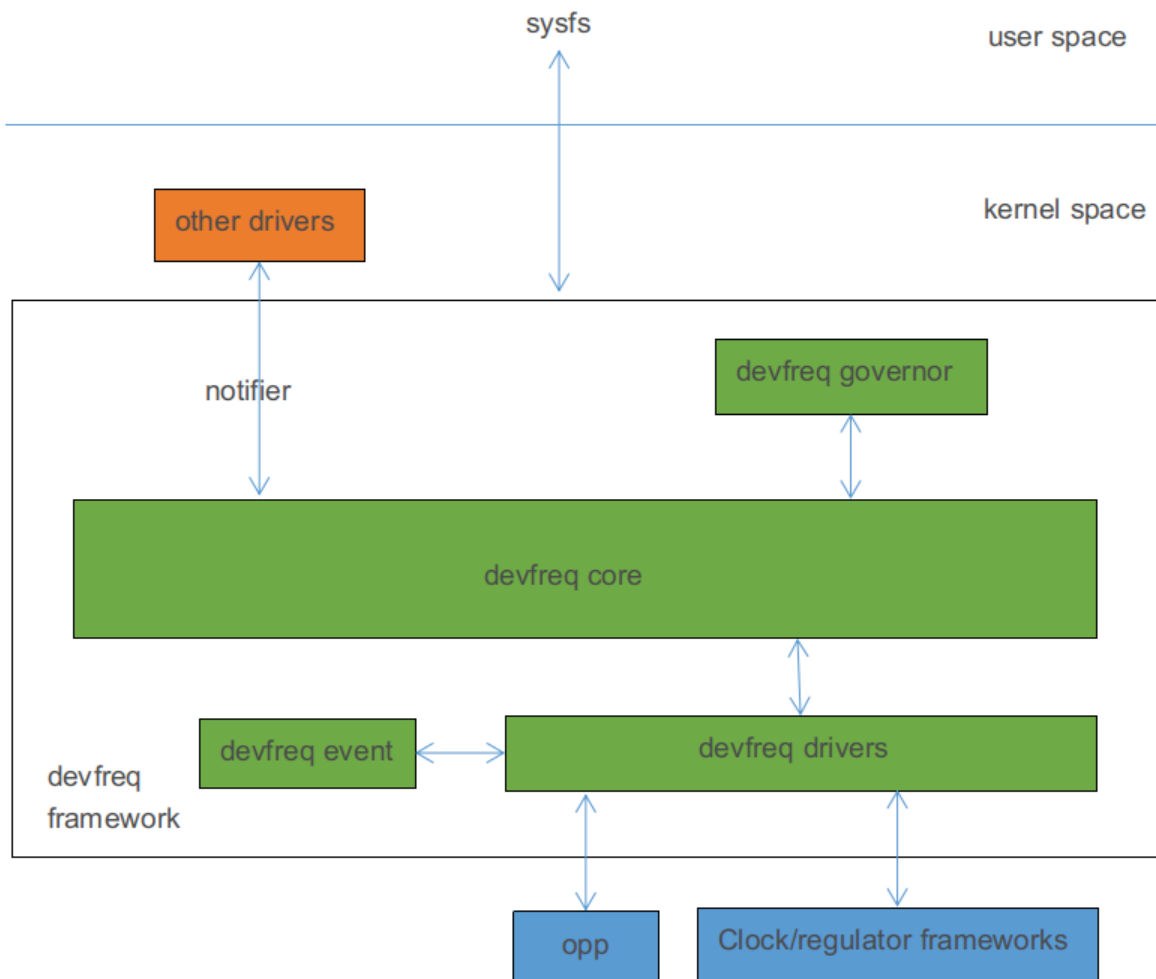 sysfs
user space
kernel space
other drivers
notifier
devfreq governor
devfreq core
devfreq event
devfreq drivers
devfreq
framework
opp
Clock/regulator frameworks